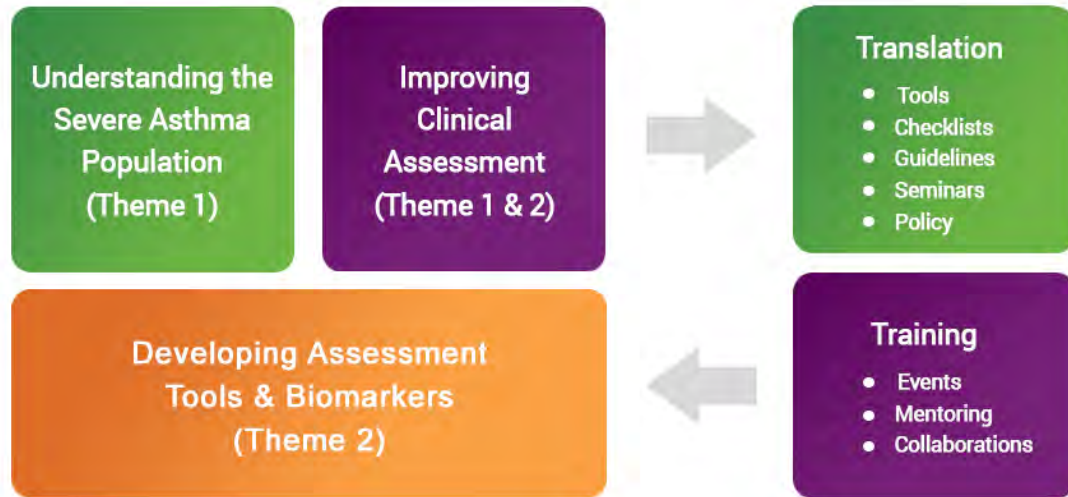 Understanding the
Severe Asthma
Population
(Theme 1)
Improving
Clinical
Assessment
(Theme 1 & 2)
Translation
• Tools
• Checklists
• Guidelines
• Seminars
• Policy
Developing Assessment
Tools & Biomarkers
(Theme 2)
Training
• Events
• Mentoring
• Collaborations